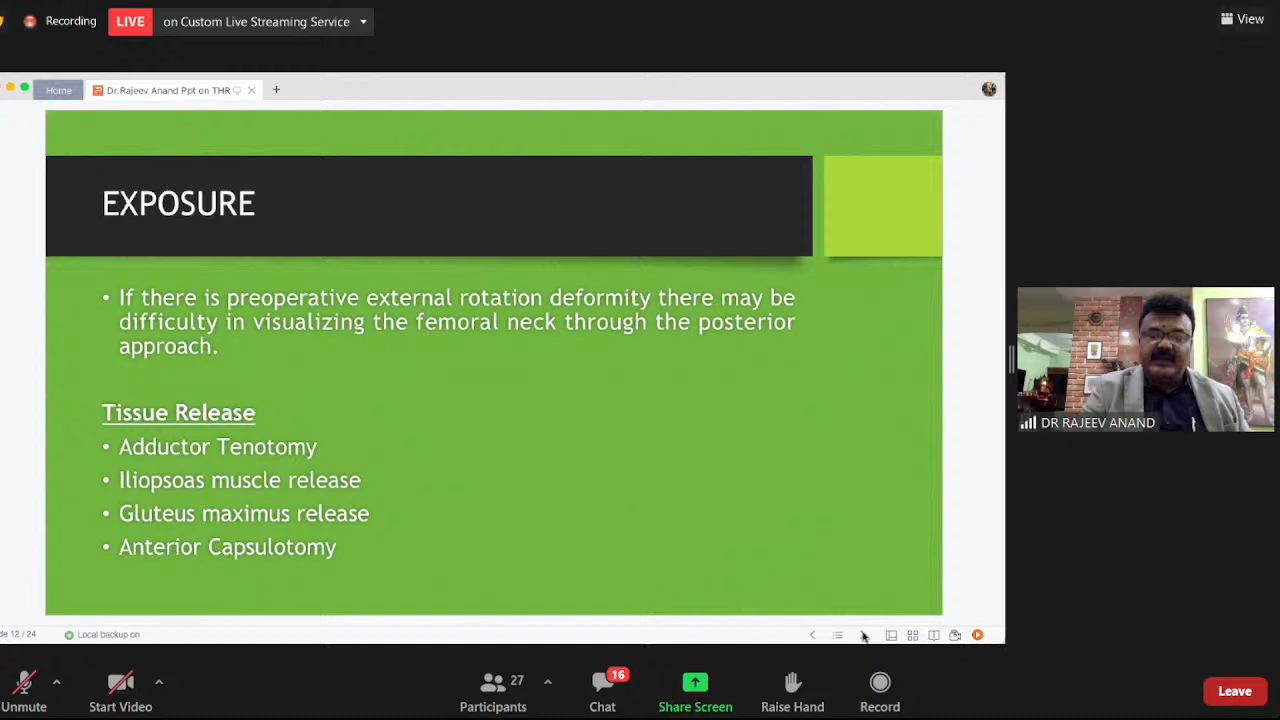 Recording
LIVE
on Custom Live Streaming Service
View
Home
Dr.Rajeev Anand Ppt on THR
EXPOSURE
• If there is preoperative external rotation deformity there may be
difficulty in visualizing the femoral neck through the posterior
approach.
Tissue Release
• Adductor Tenotomy
• Iliopsoas muscle release
• Gluteus maximus release
• Anterior Capsulotomy
DR RAJEEV ANAND
12 / 24
Local backup on
27
16
Unmute
Start Video
Participants
Chat
Share Screen
Raise Hand
Record
Leave